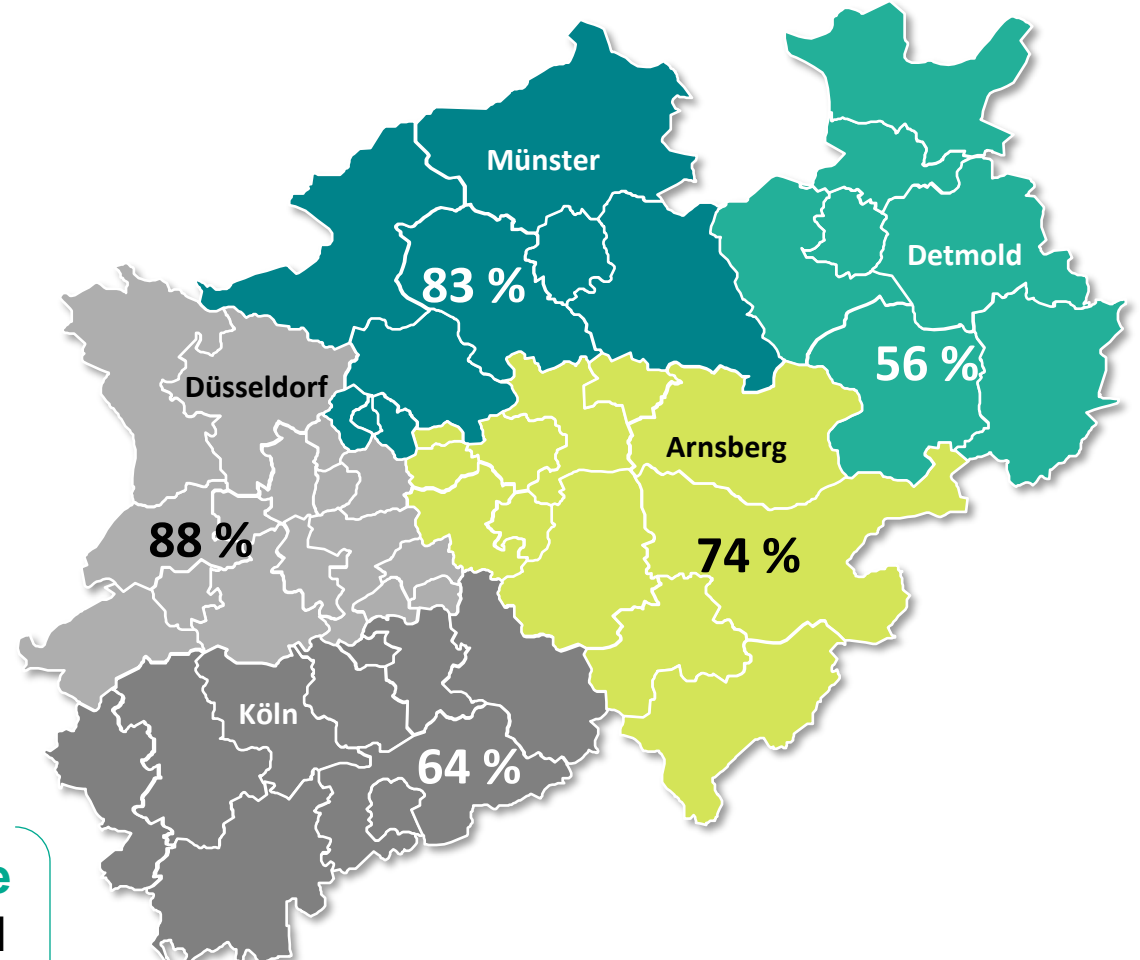 Münster
Detmold
83 %
56 %
Düsseldorf
Arnsberg
88 %
74 %
Köln
64 %